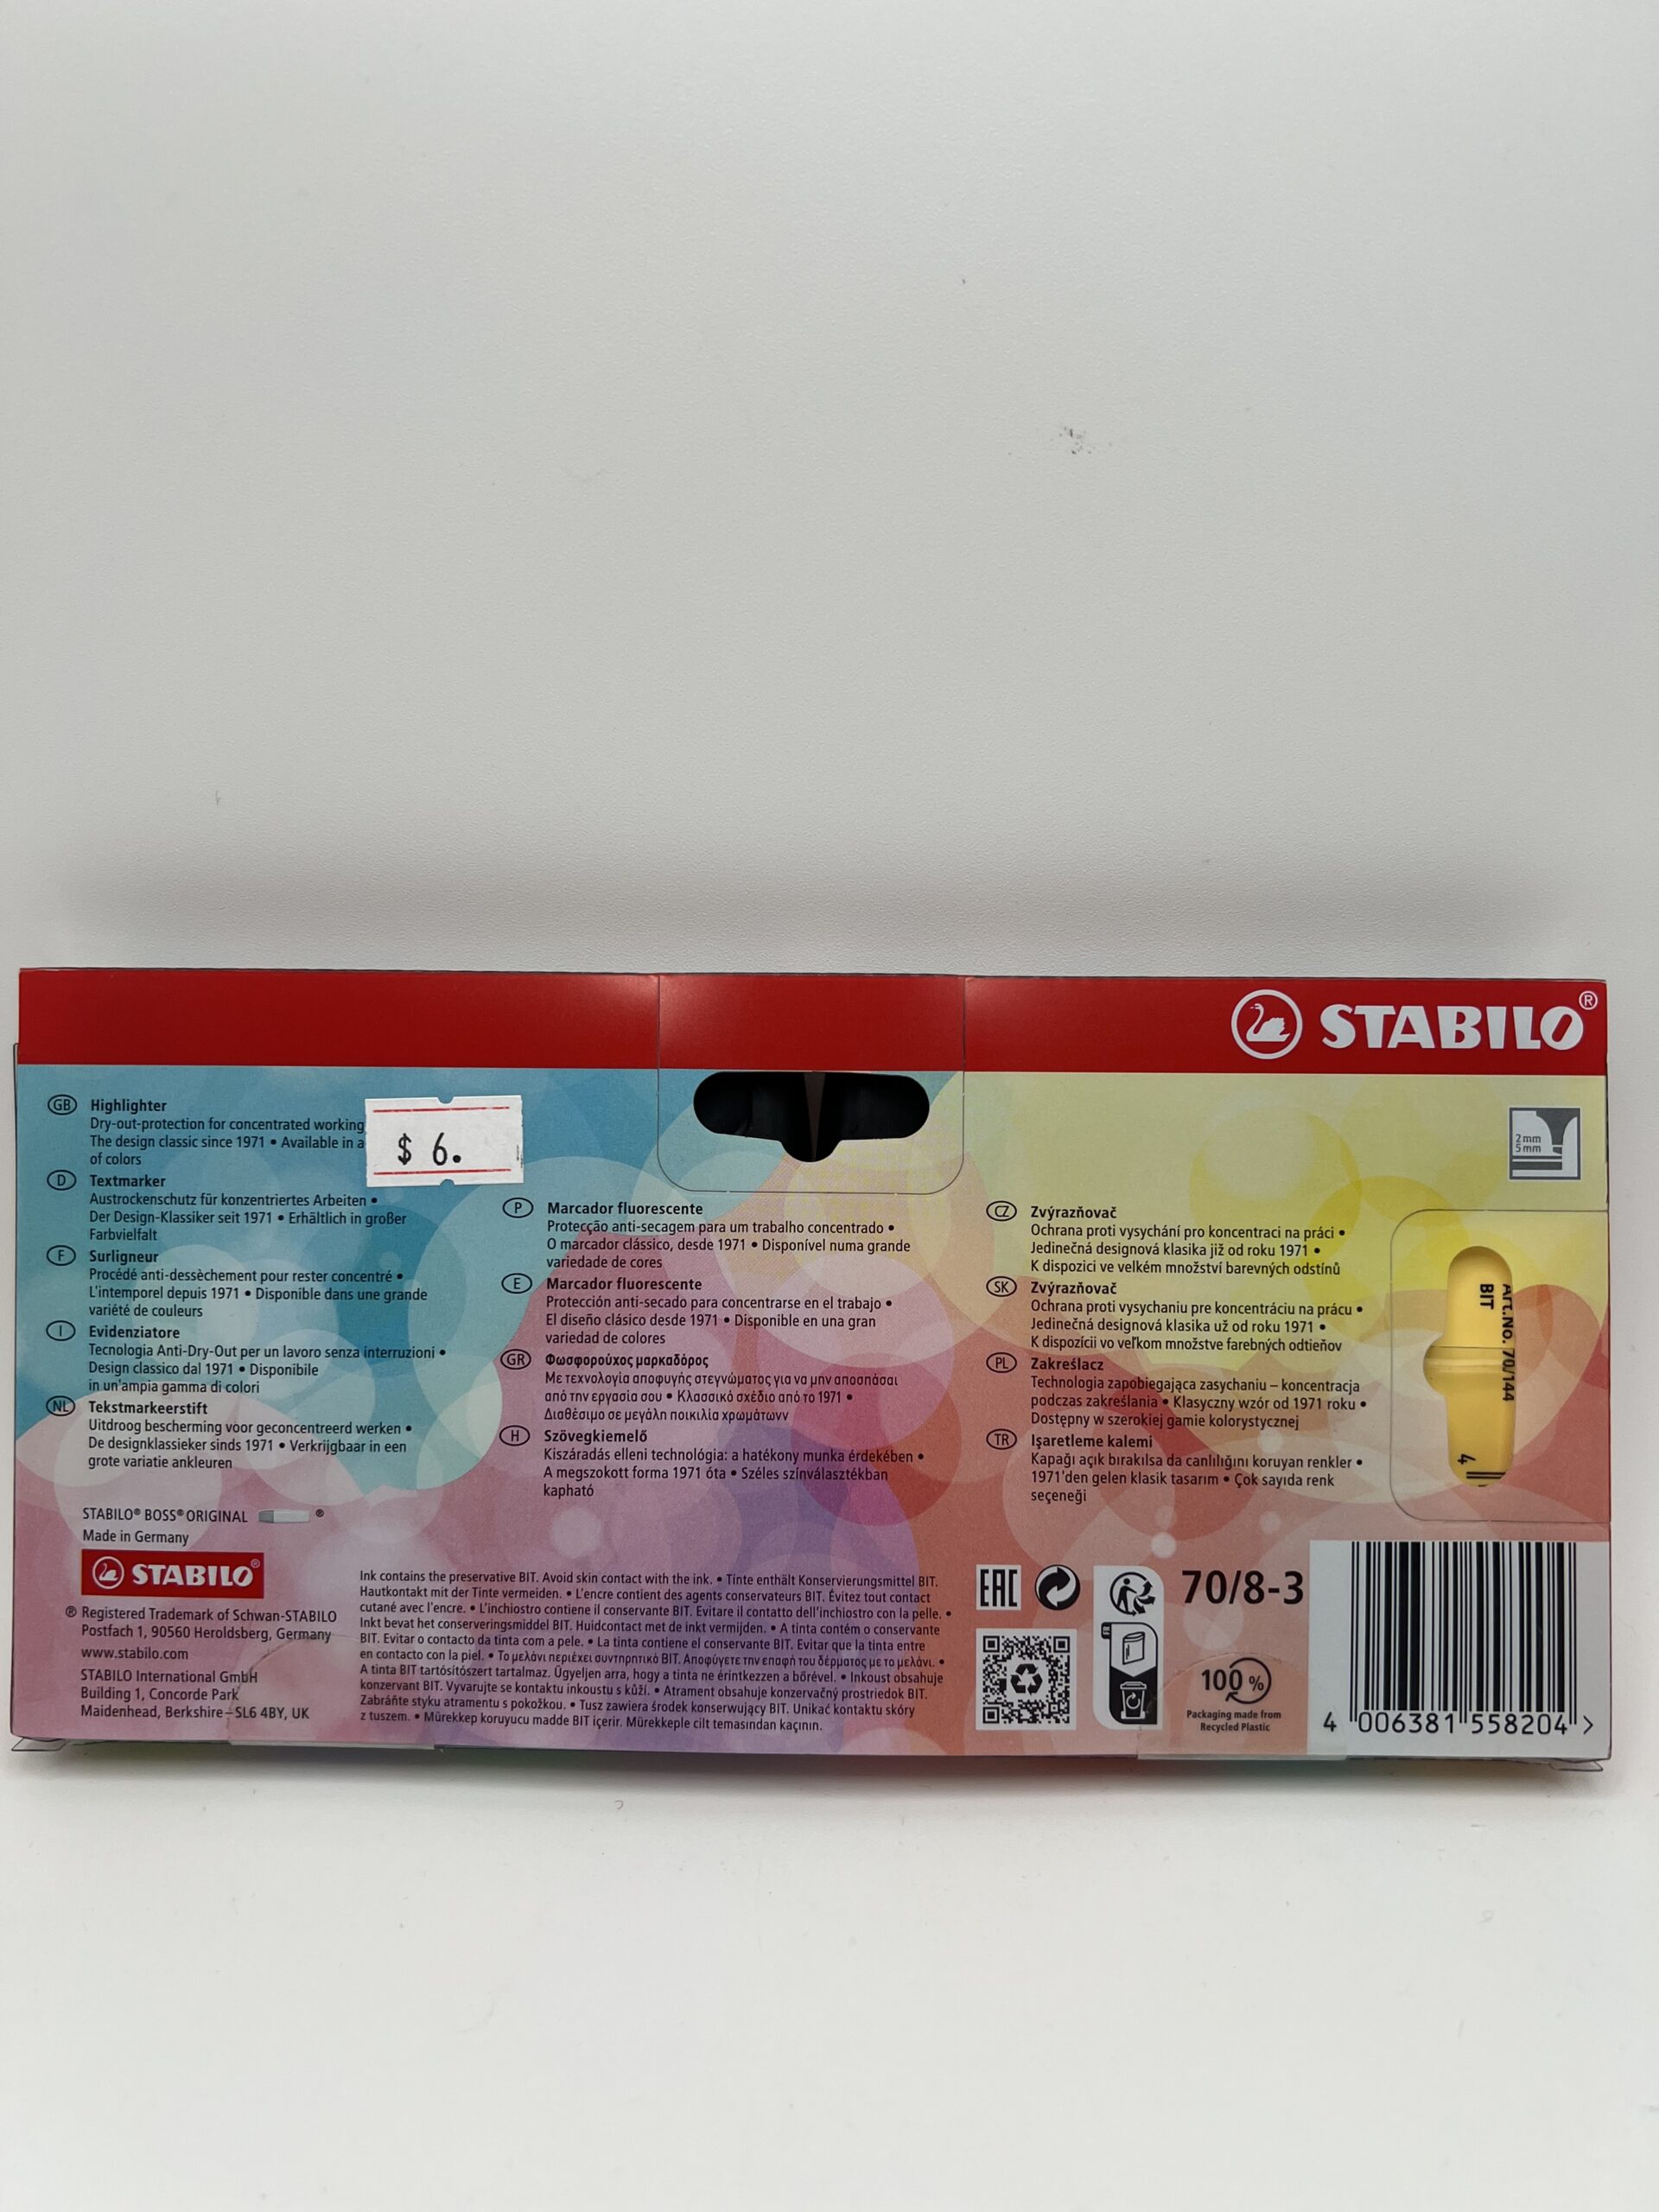 STABILO®
GB Highlighter
Dry-out-protection for concentrated working
The design classic since 1971 • Available in a
of colors
$ 6.
D Textmarker
Austrockenschutz für konzentriertes Arbeiten •
Der Design-Klassiker seit 1971 • Erhältlich in großer
Farbvielfalt
F Surligneur
Procédé anti-dessèchement pour rester concentré •
L'intemporel depuis 1971 • Disponible dans une grande
variété de couleurs
I Evidenziatore
Tecnologia Anti-Dry-Out per un lavoro senza interruzioni •
Design classico dal 1971 • Disponibile
in un'ampia gamma di colori
NL Tekstmarkeerstift
Uitdroog bescherming voor geconcentreerd werken •
De designklassieker sinds 1971 • Verkrijgbaar in een
grote variatie ankleuren
P Marcador fluorescente
Protecção anti-secagem para um trabalho concentrado •
O marcador clássico, desde 1971 • Disponível numa grande
variedade de cores
E Marcador fluorescente
Protección anti-secado para concentrarse en el trabajo •
El diseño clásico desde 1971 • Disponible en una gran
variedad de colores
GR Φωσφορούχος μαρκαδόρος
Με τεχνολογία αποφυγής στεγνώματος για να μην αποσπάσαι
από την εργασία σου • Κλασσικό σχέδιο από το 1971 •
Διαθέσιμο σε μεγάλη ποικιλία χρωμάτωνν
H Szövegkiemelő
Kiszáradás elleni technológia: a hatékony munka érdekében •
A megszokott forma 1971 óta • Széles színválasztékban
kapható
CZ Zvýrazňovač
Ochrana proti vysychání pro koncentraci na práci •
Jedinečná designová klasika již od roku 1971 •
K dispozici ve velkém množství barevných odstínů
SK Zvýrazňovač
Ochrana proti vysychaniu pre koncentráciu na prácu •
Jedinečná designová klasika už od roku 1971 •
K dispozícii vo veľkom množstve farebných odtieňov
PL Zakreślacz
Technologia zapobiegająca zasychaniu – koncentracja
podczas zakreślania • Klasyczny wzór od 1971 roku •
Dostępny w szerokiej gamie kolorystycznej
TR Işaretleme kalemi
Kapağı açık bırakılsa da canlılığını koruyan renkler •
1971'den gelen klasik tasarım • Çok sayıda renk
seçeneği
2 mm
5 mm
Art.No. 70/144
BIT
4
STABILO® BOSS® ORIGINAL ®
Made in Germany
STABILO®
® Registered Trademark of Schwan-STABILO
Postfach 1, 90560 Heroldsberg, Germany
www.stabilo.com
STABILO International GmbH
Building 1, Concorde Park
Maidenhead, Berkshire – SL6 4BY, UK
Ink contains the preservative BIT. Avoid skin contact with the ink. • Tinte enthält Konservierungsmittel BIT.
Hautkontakt mit der Tinte vermeiden. • L'encre contient des agents conservateurs BIT. Évitez tout contact
cutané avec l'encre. • L'inchiostro contiene il conservante BIT. Evitare il contatto dell'inchiostro con la pelle. •
Inkt bevat het conserveringsmiddel BIT. Huidcontact met de inkt vermijden. • A tinta contém o conservante
BIT. Evitar o contacto da tinta com a pele. • La tinta contiene el conservante BIT. Evitar que la tinta entre
en contacto con la piel. • Το μελάνι περιέχει συντηρητικό BIT. Αποφύγετε την επαφή του δέρματος με το μελάνι. •
A tinta BIT tartósítószert tartalmaz. Ügyeljen arra, hogy a tinta ne érintkezzen a bőrével. • Inkoust obsahuje
konzervant BIT. Vyvarujte se kontaktu inkoustu s kůží. • Atrament obsahuje konzervačný prostriedok BIT.
Zabráňte styku atramentu s pokožkou. • Tusz zawiera środek konserwujący BIT. Unikać kontaktu skóry
z tuszem. • Mürekkep koruyucu madde BIT içerir. Mürekkeple cilt temasından kaçının.
EAC
70/8-3
100 %
Packaging made from
Recycled Plastic
4 006381 558204 >